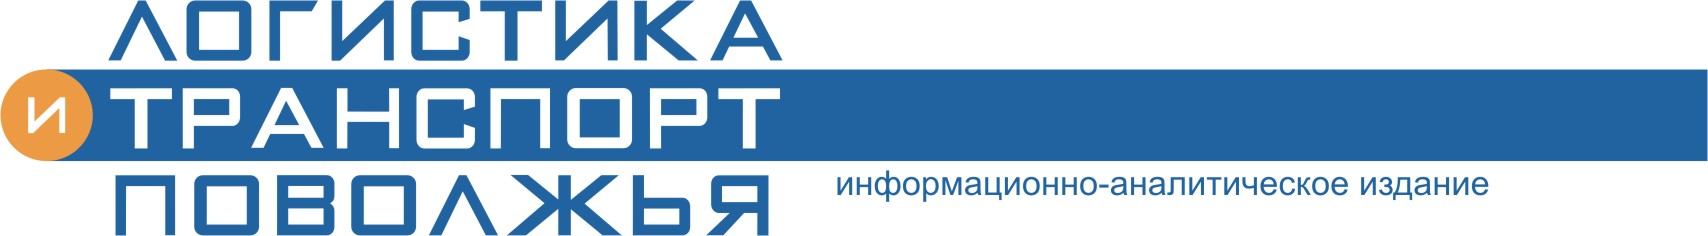 ЛОГИСТИКА
И ТРАНСПОРТ
ПОВОЛЖЬЯ
информационно-аналитическое издание